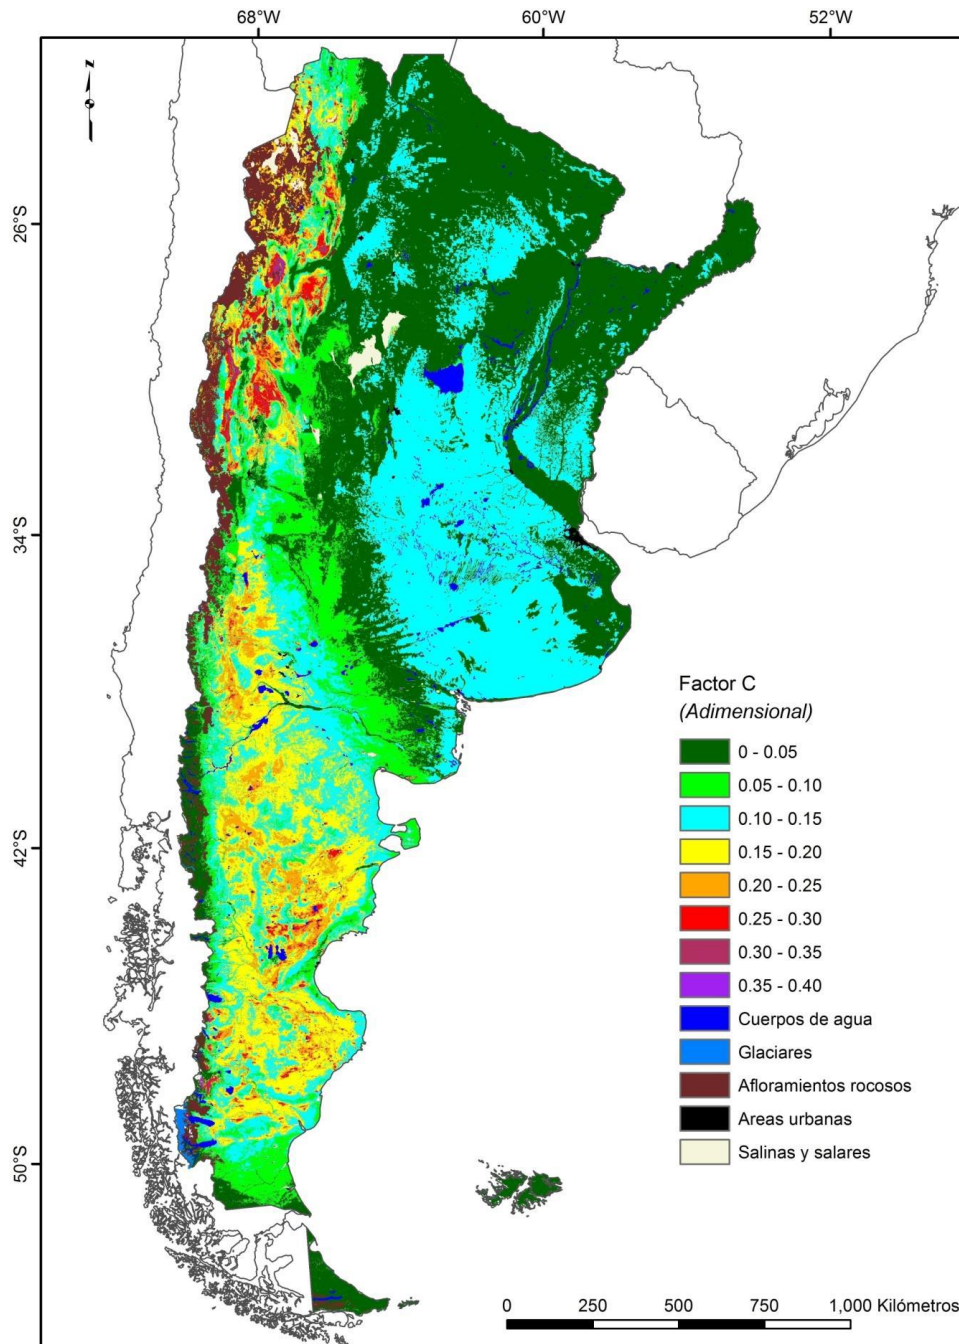 68°W 60°W 52°W
N
26°S
34°S
42°S
50°S
Factor C
(Adimensional)
0 - 0.05
0.05 - 0.10
0.10 - 0.15
0.15 - 0.20
0.20 - 0.25
0.25 - 0.30
0.30 - 0.35
0.35 - 0.40
Cuerpos de agua
Glaciares
Afloramientos rocosos
Areas urbanas
Salinas y salares
0 250 500 750 1,000 Kilómetros